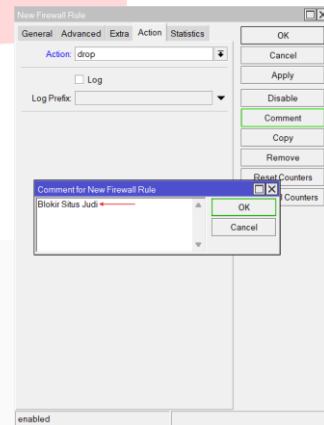 New Firewall Rule
General Advanced Extra Action Statistics
Action: drop
Log
Log Prefix:
OK
Cancel
Apply
Disable
Comment
Copy
Remove
Reset Counters
Counters
Comment for New Firewall Rule
Blokir Situs Judi
OK
Cancel
enabled